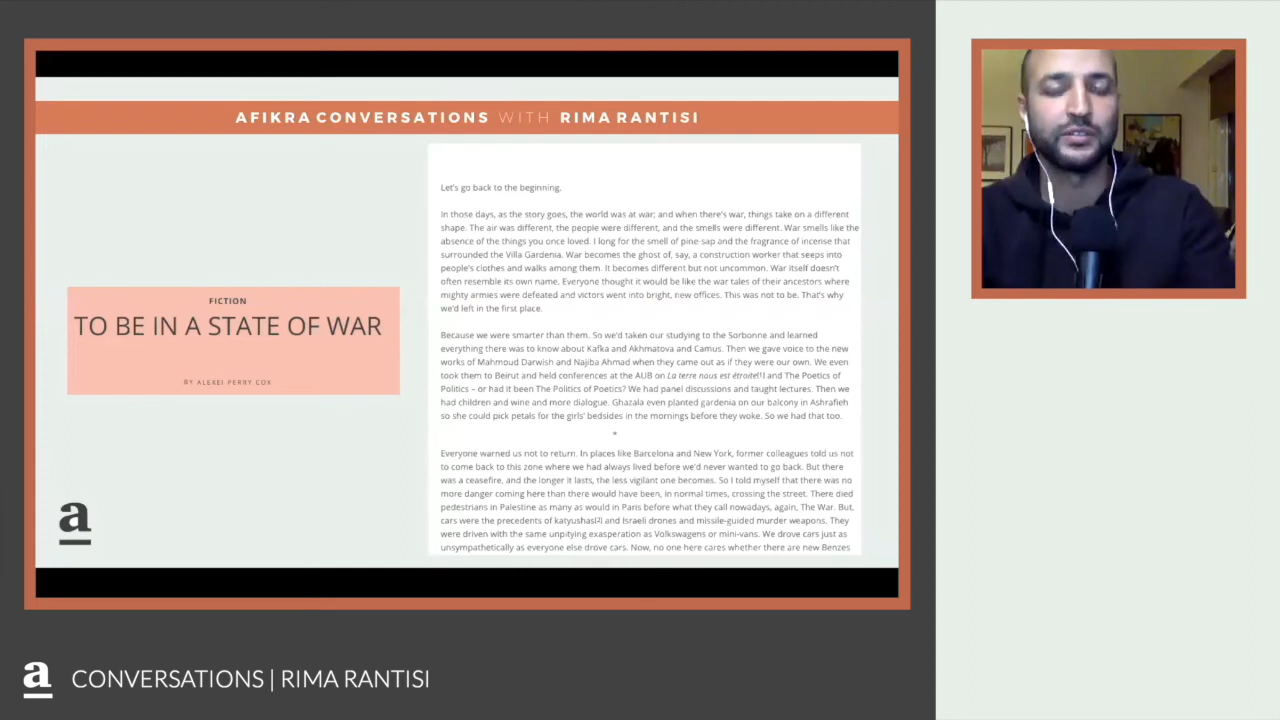 AFIKRA CONVERSATIONS WITH RIMA RANTISI
FICTION
TO BE IN A STATE OF WAR
BY ALEXEI PERRY COX
a
Let's go back to the beginning.
In those days, as the story goes, the world was at war; and when there's war, things take on a different
shape. The air was different, the people were different, and the smells were different. War smells like the
absence of the things you once loved. I long for the smell of pine-sap and the fragrance of incense that
surrounded the Villa Gardenia. War becomes the ghost of, say, a construction worker that seeps into
people's clothes and walks among them. It becomes different but not uncommon. War itself doesn't
often resemble its own name. Everyone thought it would be like the war tales of their ancestors where
mighty armies were defeated and victors went into bright, new offices. This was not to be. That's why
we'd left in the first place.
Because we were smarter than them. So we'd taken our studying to the Sorbonne and learned
everything there was to know about Kafka and Akhmatova and Camus. Then we gave voice to the new
works of Mahmoud Darwish and Najiba Ahmad when they came out as if they were our own. We even
took them to Beirut and held conferences at the AUB on La terre nous est étroite[1] and The Poetics of
Politics – or had it been The Politics of Poetics? We had panel discussions and taught lectures. Then we
had children and wine and more dialogue. Ghazala even planted gardenia on our balcony in Ashrafieh
so she could pick petals for the girls' bedsides in the mornings before they woke. So we had that too.
*
Everyone warned us not to return. In places like Barcelona and New York, former colleagues told us not
to come back to this zone where we had always lived before we'd never wanted to go back. But there
was a ceasefire, and the longer it lasts, the less vigilant one becomes. So I told myself that there was no
more danger coming here than there would have been, in normal times, crossing the street. There died
pedestrians in Palestine as many as would in Paris before what they call nowadays, again, The War. But,
cars were the precedents of katyushas[2] and Israeli drones and missile-guided murder weapons. They
were driven with the same unpitying exasperation as Volkswagens or mini-vans. We drove cars just as
unsympathetically as everyone else drove cars. Now, no one here cares whether there are new Benzes
a CONVERSATIONS | RIMA RANTISI